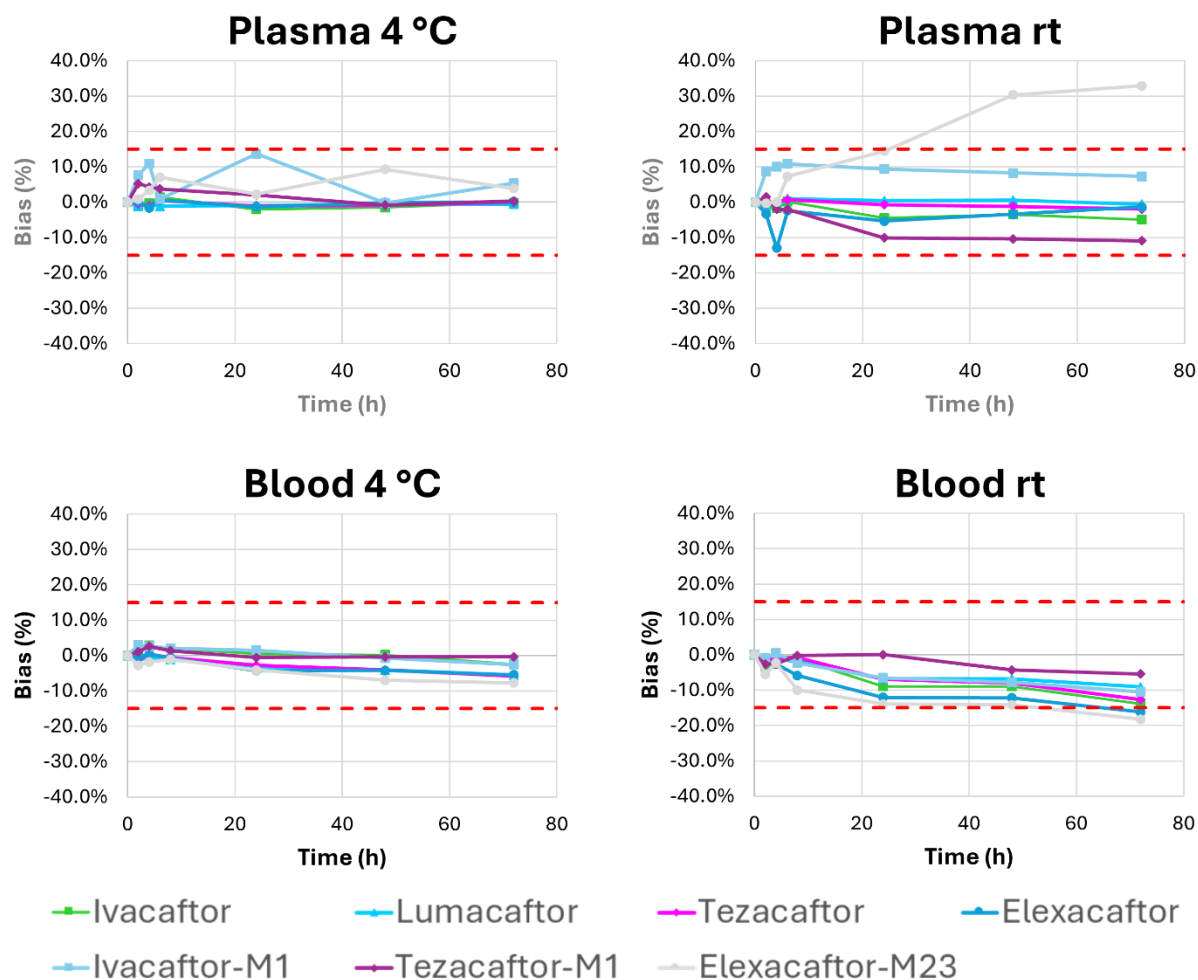 Plasma 4 °C
40.0%
30.0%
20.0%
10.0%
0.0%
-10.0%
-20.0%
-30.0%
-40.0%
Bias (%)
0 20 40 60 80
Time (h)
Plasma rt
40.0%
30.0%
20.0%
10.0%
0.0%
-10.0%
-20.0%
-30.0%
-40.0%
Bias (%)
0 20 40 60 80
Time (h)
Blood 4 °C
40.0%
30.0%
20.0%
10.0%
0.0%
-10.0%
-20.0%
-30.0%
-40.0%
Bias (%)
0 20 40 60 80
Time (h)
Blood rt
40.0%
30.0%
20.0%
10.0%
0.0%
-10.0%
-20.0%
-30.0%
-40.0%
Bias (%)
0 20 40 60 80
Time (h)
Ivacaftor Lumacaftor Tezacaftor Elexacaftor
Ivacaftor-M1 Tezacaftor-M1 Elexacaftor-M23